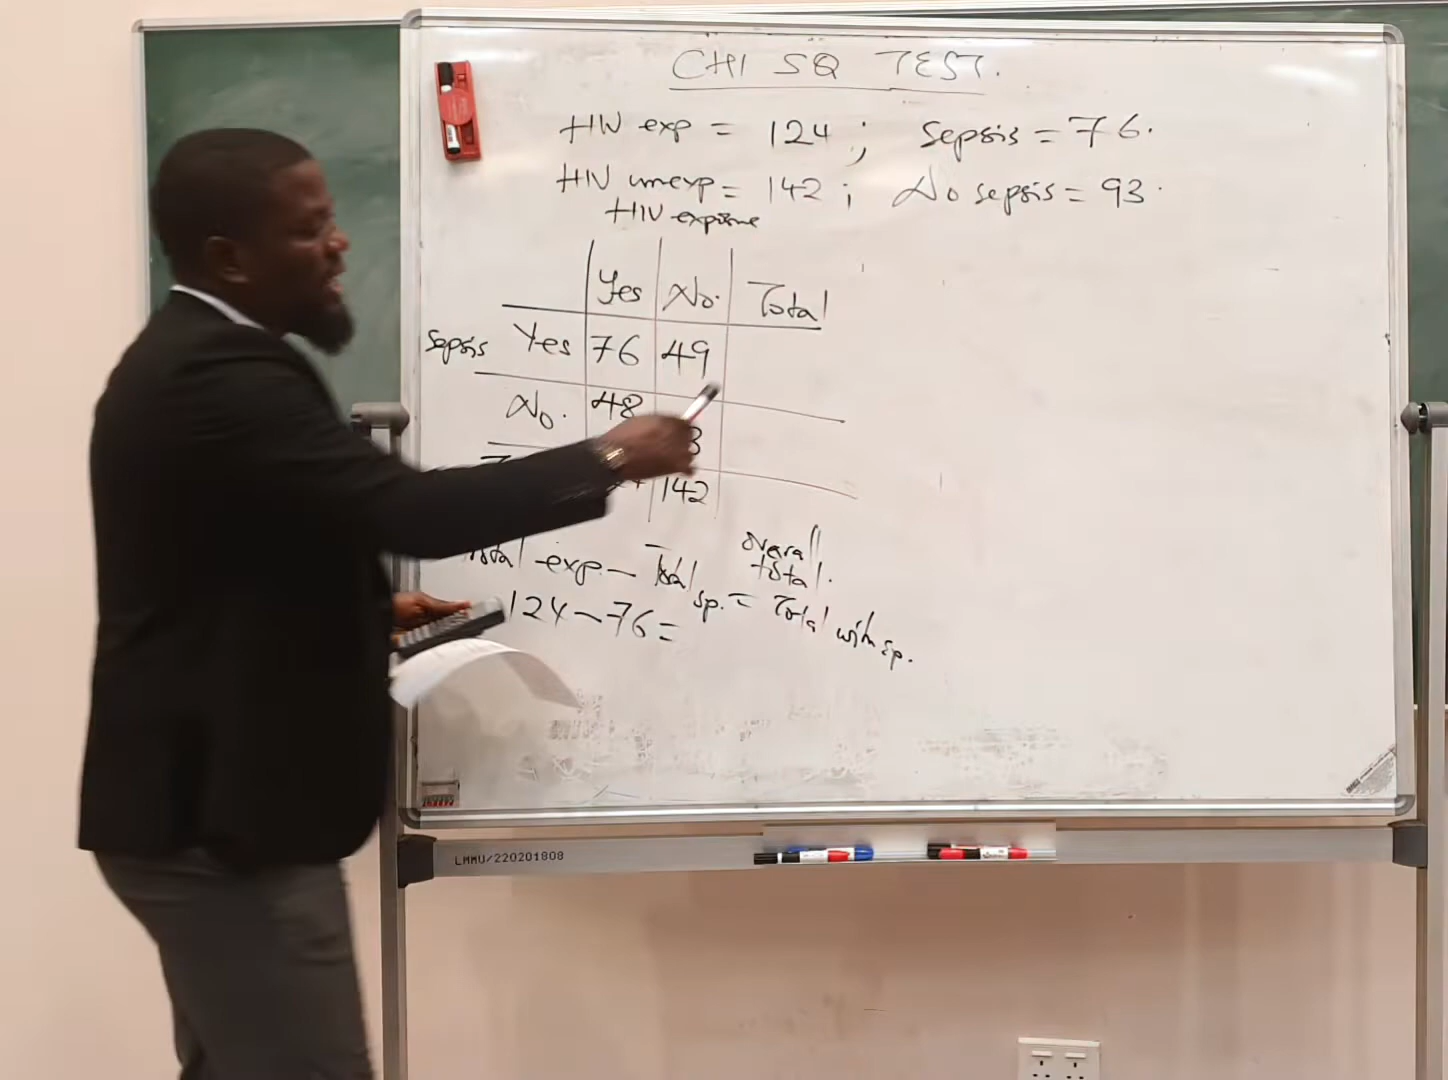 CHI SQ TEST.
HIV exp = 124 ; Sepsis = 76.
HIV unexp = 142 ; No sepsis = 93.
HIV exposure
Yes No. Total
Sepsis Yes 76 49
No. 48 3
142
overall
total.
exp. - Total sp. = Total with sp.
124 - 76 =
LMMU/220201808